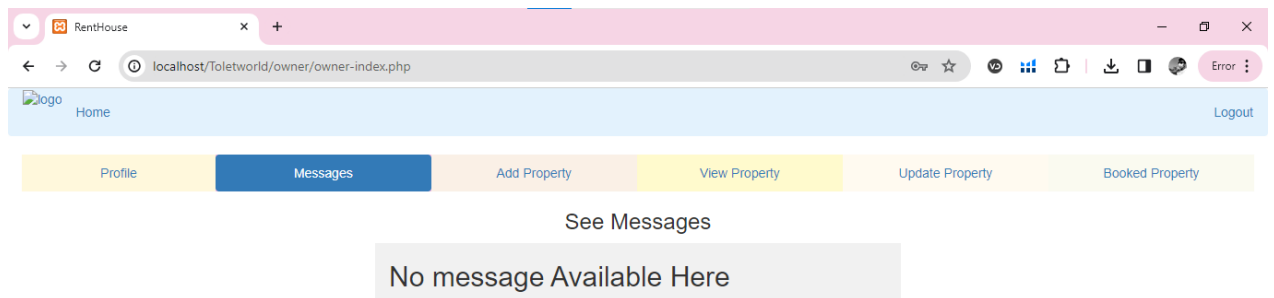 RentHouse
localhost/Toletworld/owner/owner-index.php
Error
logo
Home
Logout
Profile
Messages
Add Property
View Property
Update Property
Booked Property
See Messages
No message Available Here